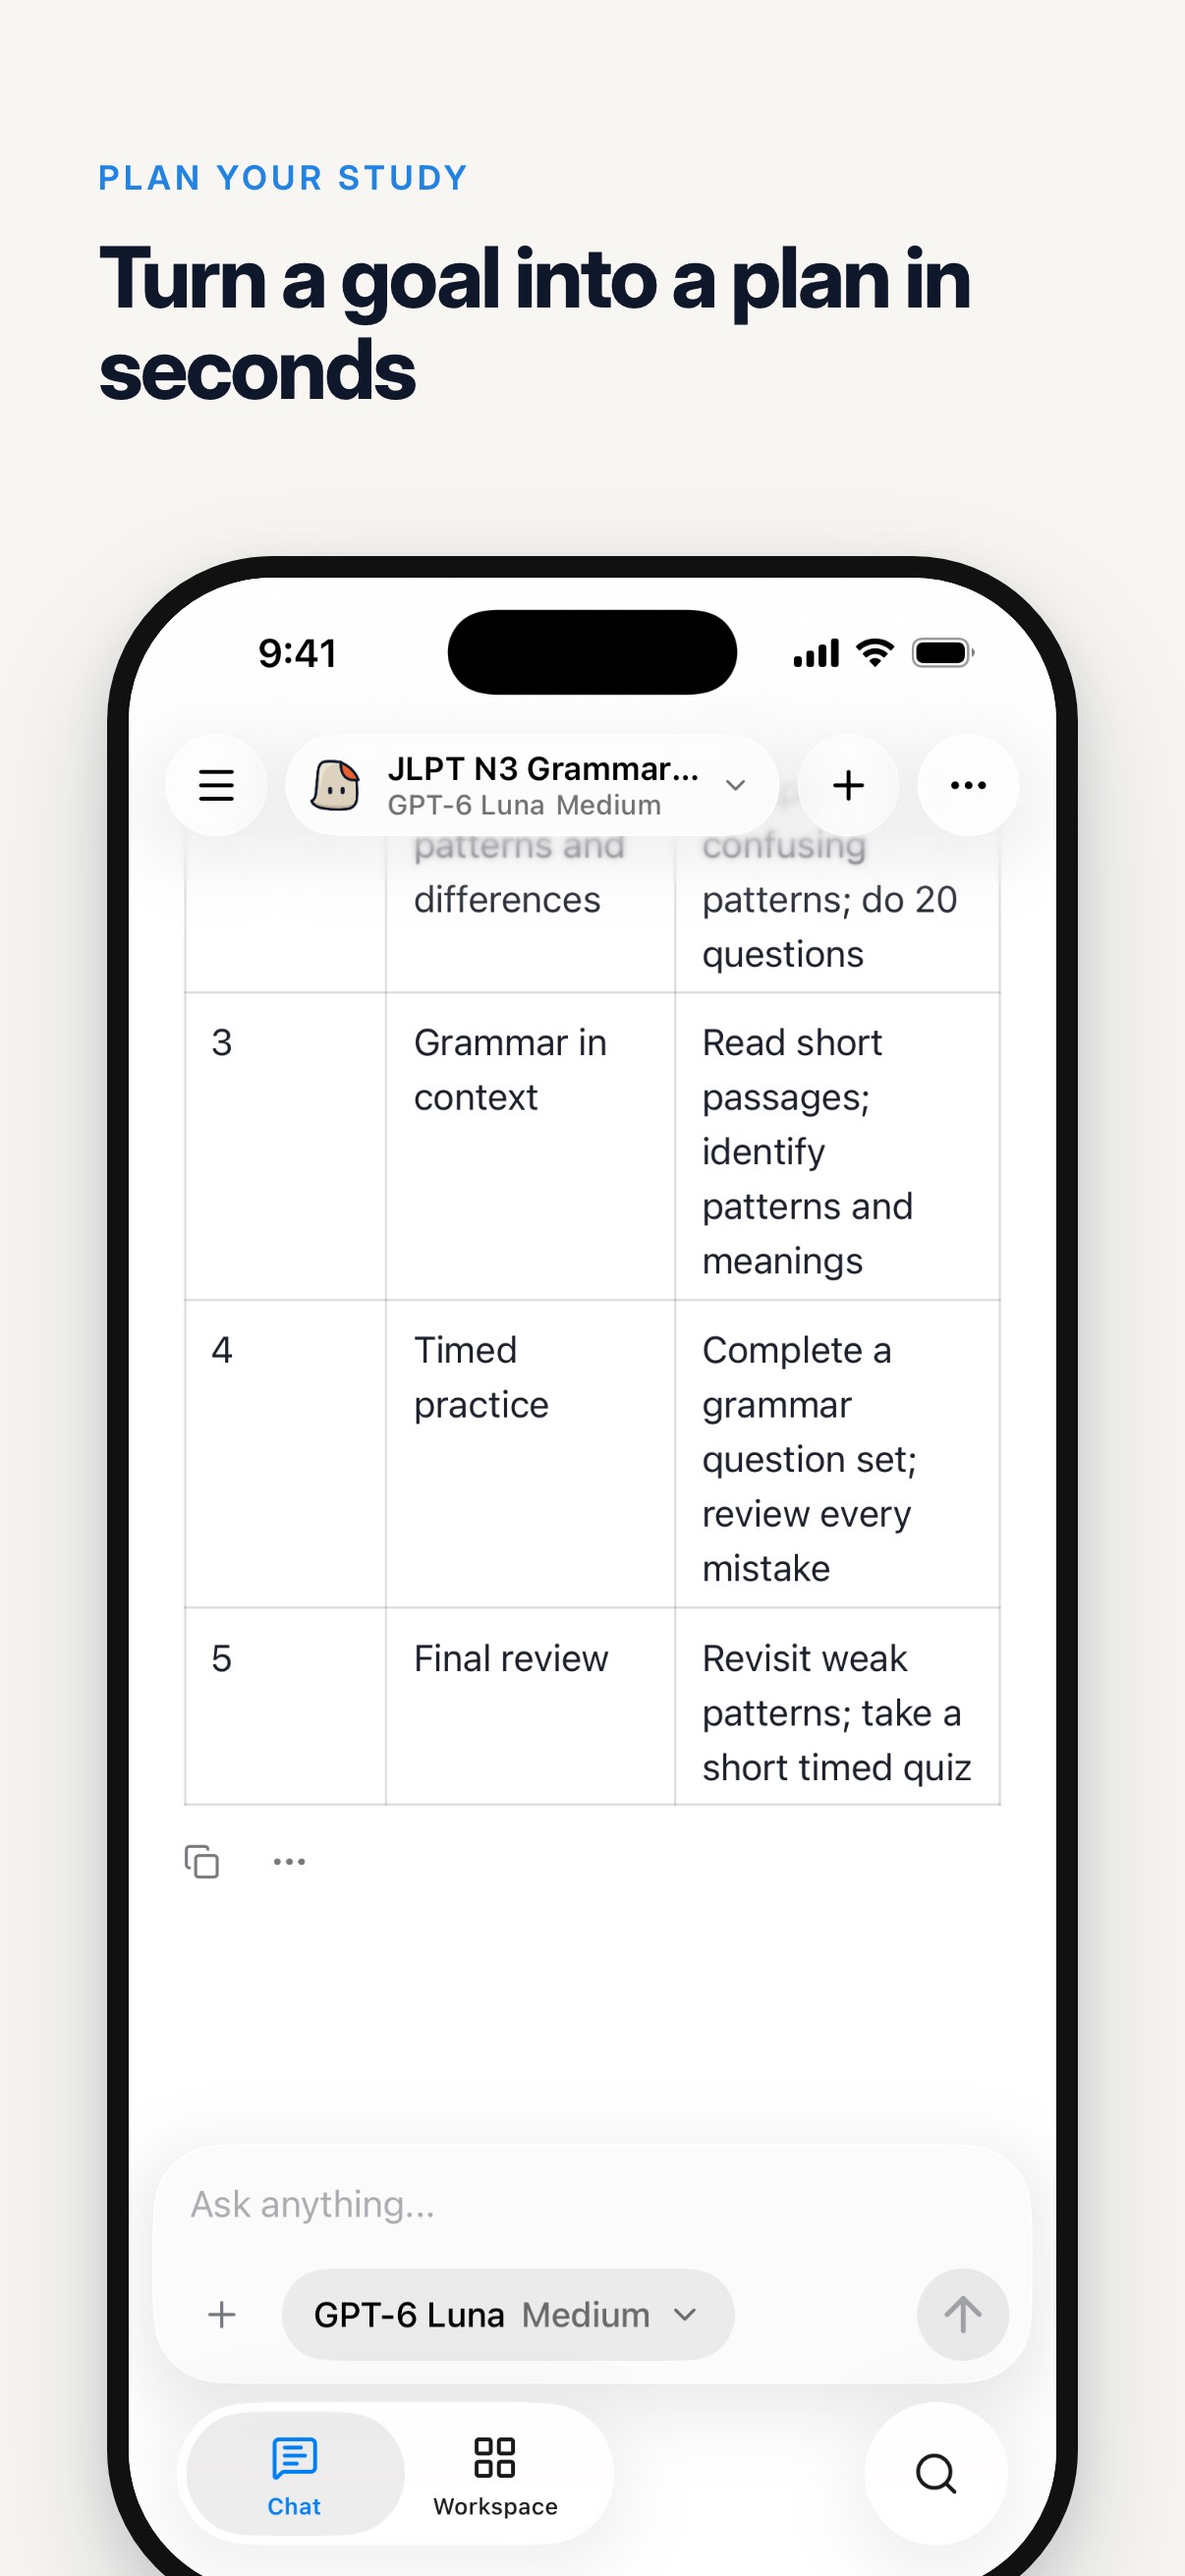 PLAN YOUR STUDY
Turn a goal into a plan in
seconds
9:41
JLPT N3 Grammar...
GPT-6 Luna Medium
patterns and
differences
confusing
patterns; do 20
questions
3
Grammar in
context
Read short
passages;
identify
patterns and
meanings
4
Timed
practice
Complete a
grammar
question set;
review every
mistake
5
Final review
Revisit weak
patterns; take a
short timed quiz
Ask anything...
GPT-6 Luna Medium
Chat
Workspace